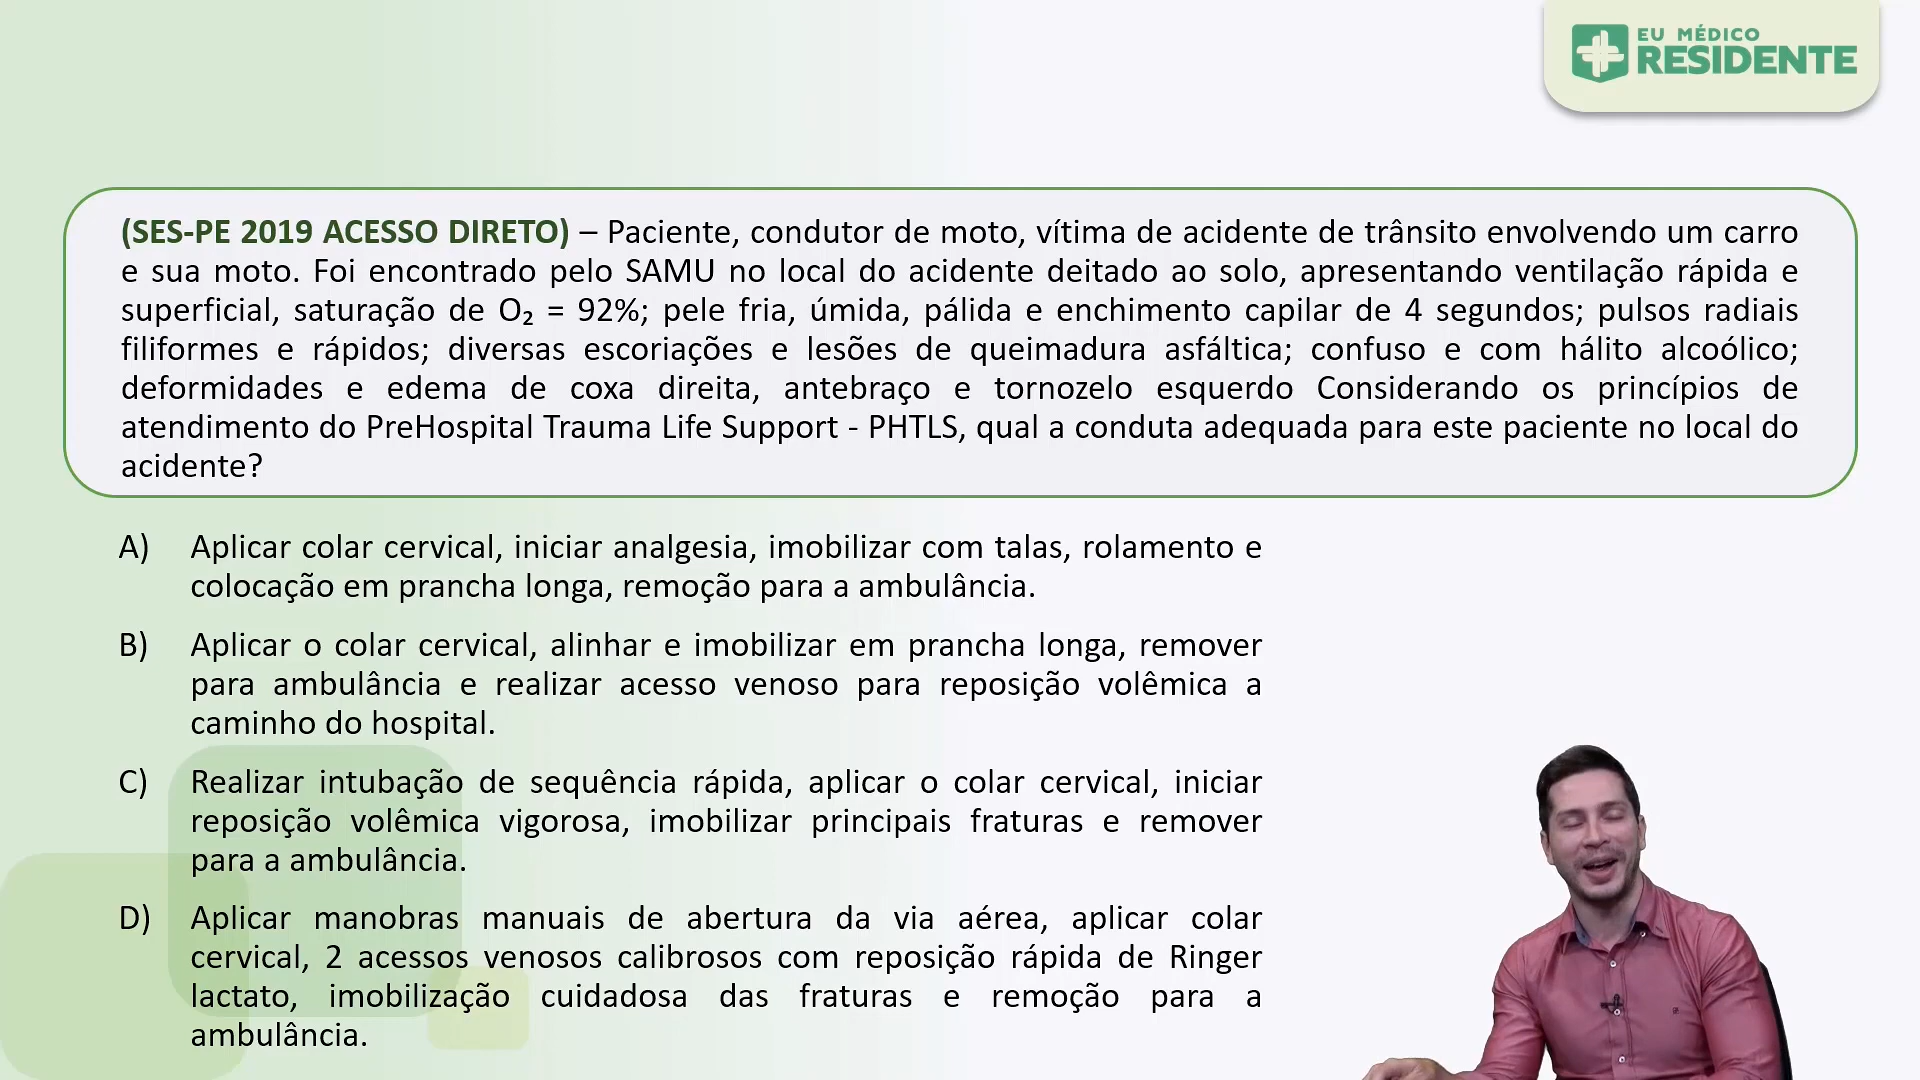 EU MÉDICO
RESIDENTE
(SES-PE 2019 ACESSO DIRETO) – Paciente, condutor de moto, vítima de acidente de trânsito envolvendo um carro
e sua moto. Foi encontrado pelo SAMU no local do acidente deitado ao solo, apresentando ventilação rápida e
superficial, saturação de O₂ = 92%; pele fria, úmida, pálida e enchimento capilar de 4 segundos; pulsos radiais
filiformes e rápidos; diversas escoriações e lesões de queimadura asfáltica; confuso e com hálito alcoólico;
deformidades e edema de coxa direita, antebraço e tornozelo esquerdo Considerando os princípios de
atendimento do PreHospital Trauma Life Support - PHTLS, qual a conduta adequada para este paciente no local do
acidente?
A) Aplicar colar cervical, iniciar analgesia, imobilizar com talas, rolamento e
colocação em prancha longa, remoção para a ambulância.
B) Aplicar o colar cervical, alinhar e imobilizar em prancha longa, remover
para ambulância e realizar acesso venoso para reposição volêmica a
caminho do hospital.
C) Realizar intubação de sequência rápida, aplicar o colar cervical, iniciar
reposição volêmica vigorosa, imobilizar principais fraturas e remover
para a ambulância.
D) Aplicar manobras manuais de abertura da via aérea, aplicar colar
cervical, 2 acessos venosos calibrosos com reposição rápida de Ringer
lactato, imobilização cuidadosa das fraturas e remoção para a
ambulância.